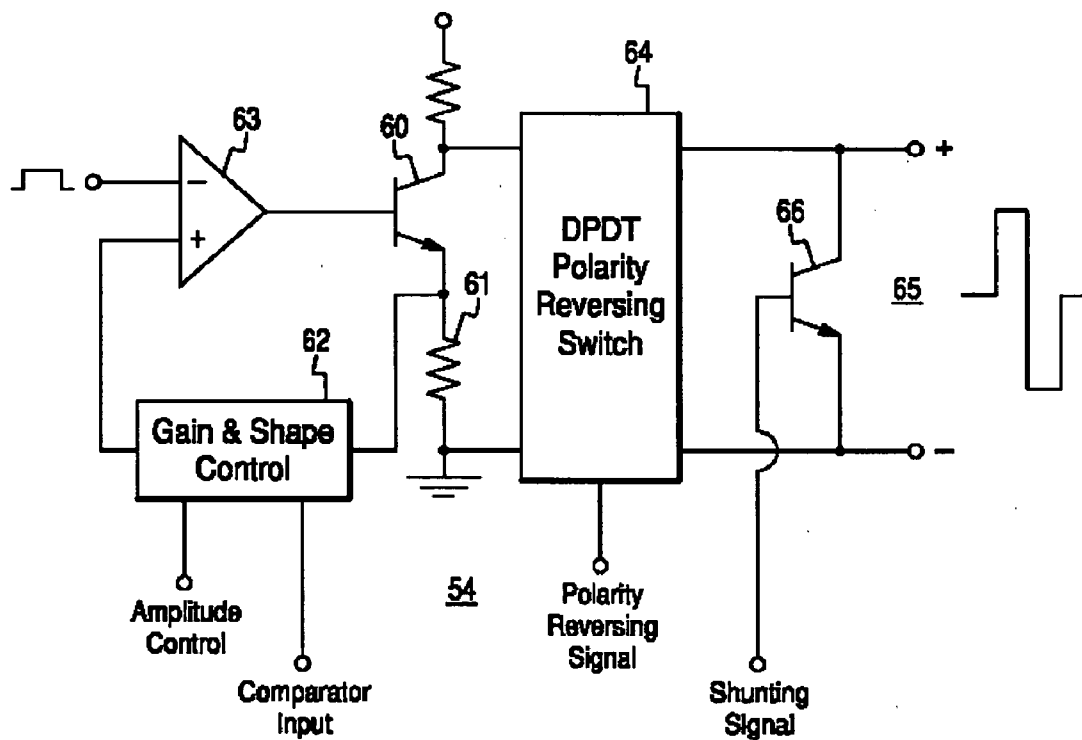 63
60
64
−
+
DPDT
Polarity
Reversing
Switch
+
66
65
61
62
Gain & Shape
Control
−
54
Amplitude
Control
Comparator
Input
Polarity
Reversing
Signal
Shunting
Signal